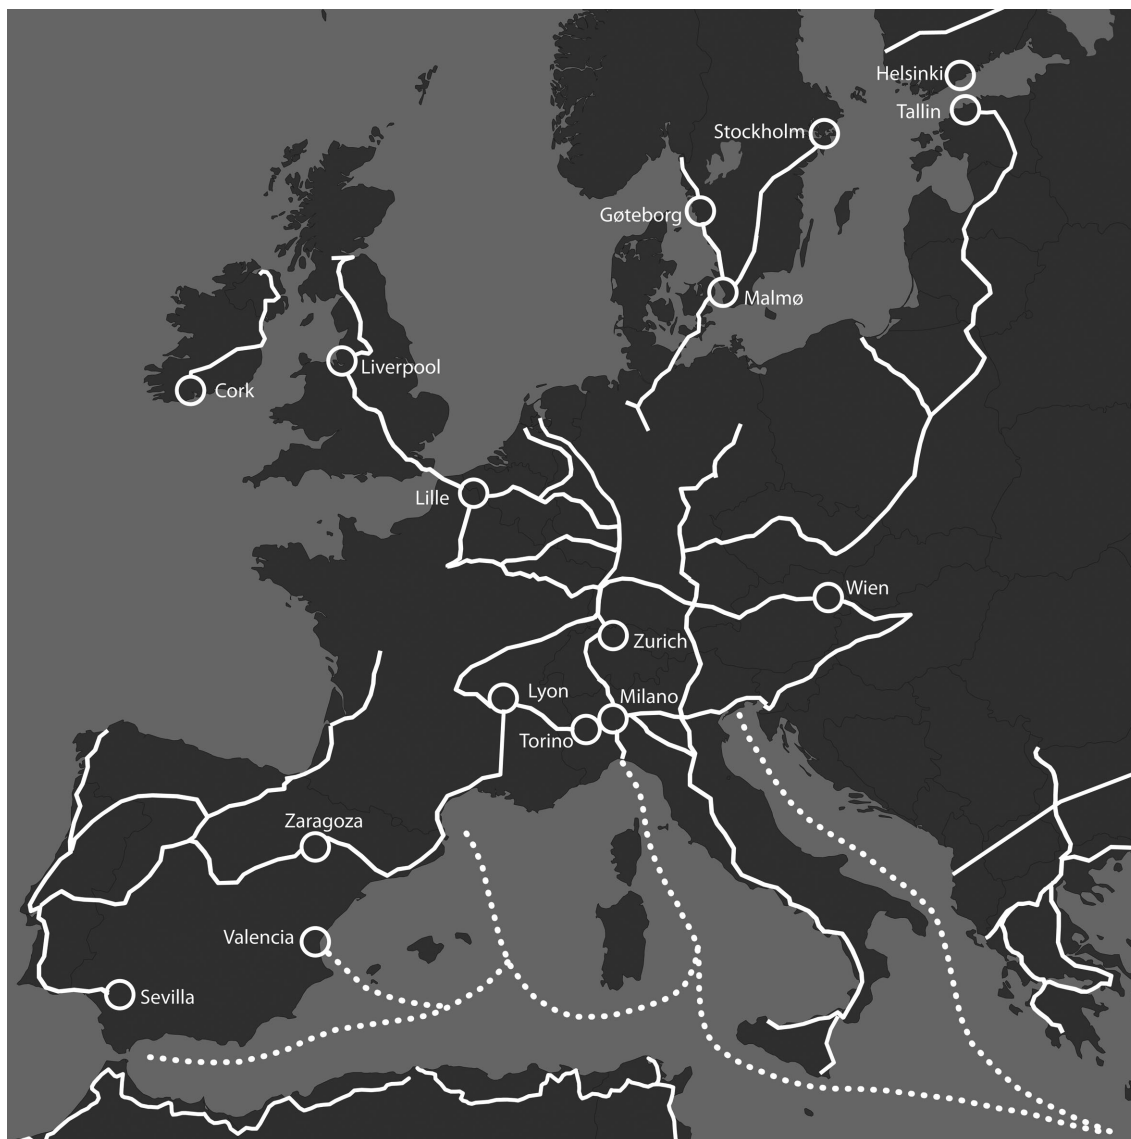 Helsinki
Tallin
Stockholm
Gøteborg
Malmø
Liverpool
Cork
Lille
Wien
Zurich
Lyon
Milano
Torino
Zaragoza
Valencia
Sevilla